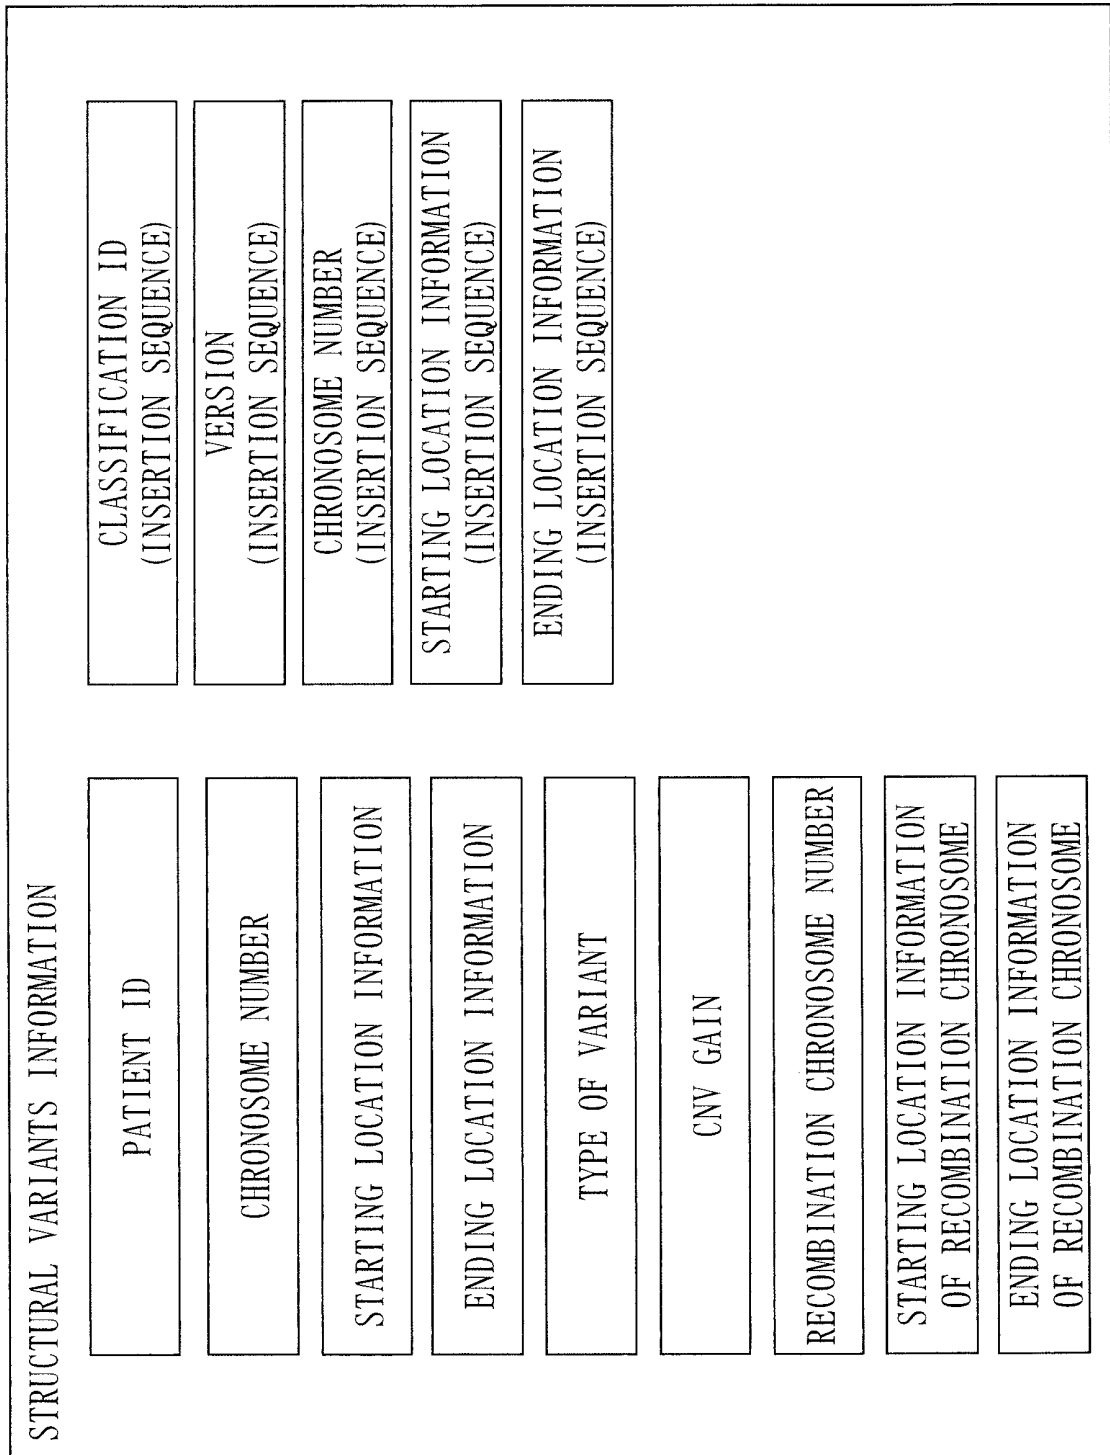 STRUCTURAL VARIANTS INFORMATION
PATIENT ID
CHRONOSOME NUMBER
STARTING LOCATION INFORMATION
ENDING LOCATION INFORMATION
TYPE OF VARIANT
CNV GAIN
RECOMBINATION CHRONOSOME NUMBER
STARTING LOCATION INFORMATION
OF RECOMBINATION CHRONOSOME
ENDING LOCATION INFORMATION
OF RECOMBINATION CHRONOSOME
CLASSIFICATION ID
(INSERTION SEQUENCE)
VERSION
(INSERTION SEQUENCE)
CHRONOSOME NUMBER
(INSERTION SEQUENCE)
STARTING LOCATION INFORMATION
(INSERTION SEQUENCE)
ENDING LOCATION INFORMATION
(INSERTION SEQUENCE)